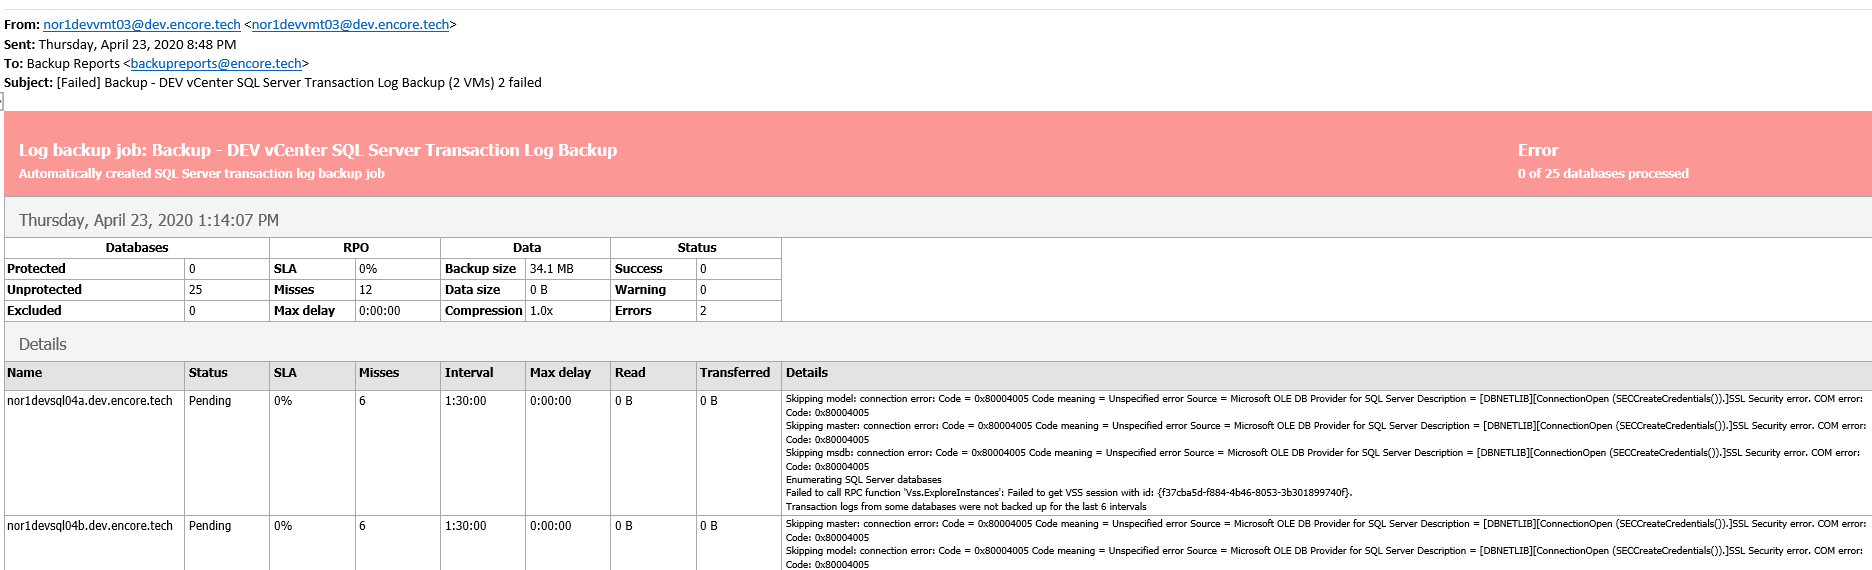 From: nor1devvmt03@dev.encore.tech <nor1devvmt03@dev.encore.tech>
Sent: Thursday, April 23, 2020 8:48 PM
To: Backup Reports <backupreports@encore.tech>
Subject: [Failed] Backup - DEV vCenter SQL Server Transaction Log Backup (2 VMs) 2 failed
Log backup job: Backup - DEV vCenter SQL Server Transaction Log Backup Error
Automatically created SQL Server transaction log backup job 0 of 25 databases processed
Thursday, April 23, 2020 1:14:07 PM
Databases RPO Data Status
Protected 0 SLA 0% Backup size 34.1 MB Success 0
Unprotected 25 Misses 12 Data size 0 B Warning 0
Excluded 0 Max delay 0:00:00 Compression 1.0x Errors 2
Details
Name Status SLA Misses Interval Max delay Read Transferred Details
nor1devsql04a.dev.encore.tech Pending 0% 6 1:30:00 0:00:00 0 B 0 B Skipping model: connection error: Code = 0x80004005 Code meaning = Unspecified error Source = Microsoft OLE DB Provider for SQL Server Description = [DBNETLIB][ConnectionOpen (SECCreateCredentials()).]SSL Security error. COM error:
Code: 0x80004005
Skipping master: connection error: Code = 0x80004005 Code meaning = Unspecified error Source = Microsoft OLE DB Provider for SQL Server Description = [DBNETLIB][ConnectionOpen (SECCreateCredentials()).]SSL Security error. COM error:
Code: 0x80004005
Skipping msdb: connection error: Code = 0x80004005 Code meaning = Unspecified error Source = Microsoft OLE DB Provider for SQL Server Description = [DBNETLIB][ConnectionOpen (SECCreateCredentials()).]SSL Security error. COM error:
Code: 0x80004005
Enumerating SQL Server databases
Failed to call RPC function 'Vss.ExploreInstances': Failed to get VSS session with id: {f37cba5d-f884-4b46-8053-3b301899740f}.
Transaction logs from some databases were not backed up for the last 6 intervals
nor1devsql04b.dev.encore.tech Pending 0% 6 1:30:00 0:00:00 0 B 0 B Skipping master: connection error: Code = 0x80004005 Code meaning = Unspecified error Source = Microsoft OLE DB Provider for SQL Server Description = [DBNETLIB][ConnectionOpen (SECCreateCredentials()).]SSL Security error. COM error:
Code: 0x80004005
Skipping model: connection error: Code = 0x80004005 Code meaning = Unspecified error Source = Microsoft OLE DB Provider for SQL Server Description = [DBNETLIB][ConnectionOpen (SECCreateCredentials()).]SSL Security error. COM error:
Code: 0x80004005